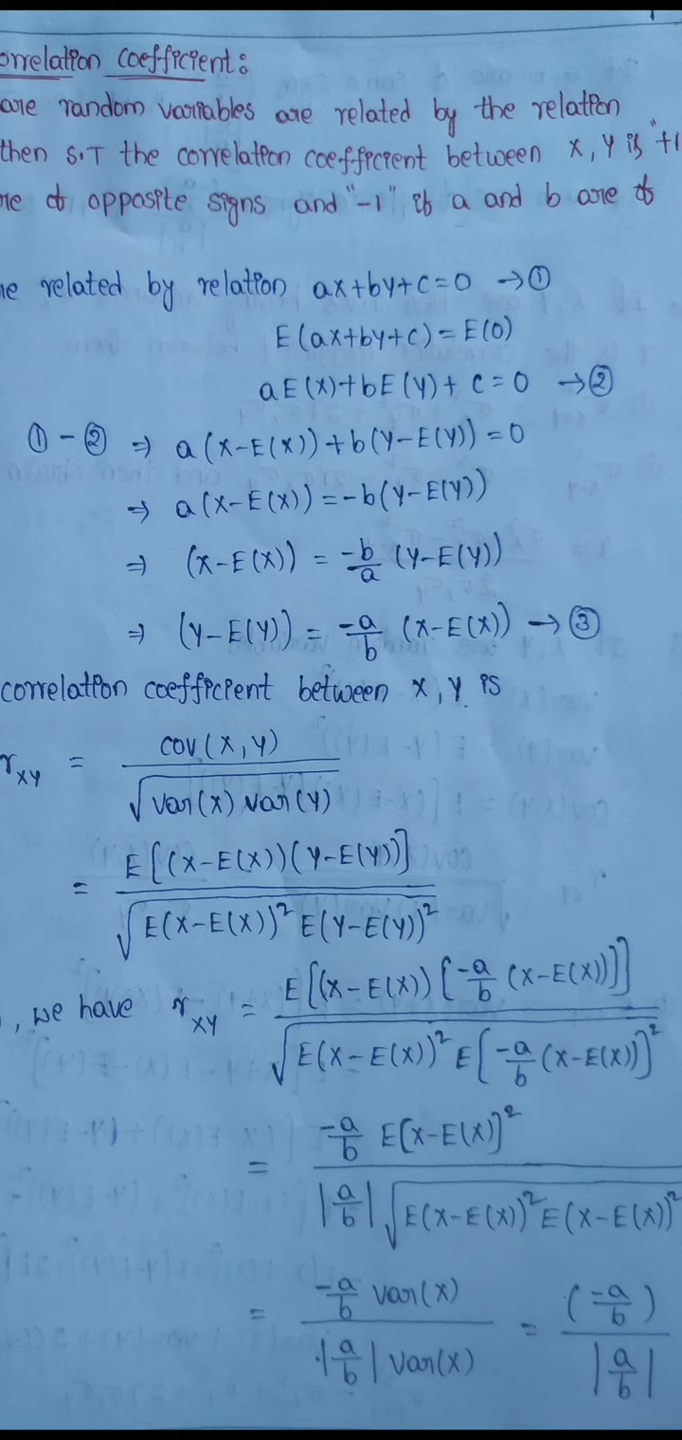 orrelation coefficient:
are random variables are related by the relation
then S.T the correlation coefficient between X, Y is "+1
re of opposite signs and "-1" if a and b are of
re related by relation ax+by+c=0 →①
E(ax+by+c)=E(0)
aE(X)+bE(Y)+ c=0 →②
①-② ⇒ a(X-E(X))+b(Y-E(Y))=0
⇒ a(X-E(X))=-b(Y-E(Y))
⇒ (X-E(X)) = -b/a (Y-E(Y))
⇒ (Y-E(Y)) = -a/b (X-E(X)) →③
correlation coefficient between X, Y is
r_XY = cov(X,Y) / √var(X) var(Y)
= E[(X-E(X))(Y-E(Y))] / √E(X-E(X))² E(Y-E(Y))²
, we have r_XY = E[(X-E(X))[-a/b (X-E(X))]] / √E(X-E(X))² E[-a/b (X-E(X))]²
= -a/b E[X-E(X)]² / |a/b| √E(X-E(X))² E(X-E(X))²
= -a/b var(X) / |a/b| var(X) = (-a/b) / |a/b|